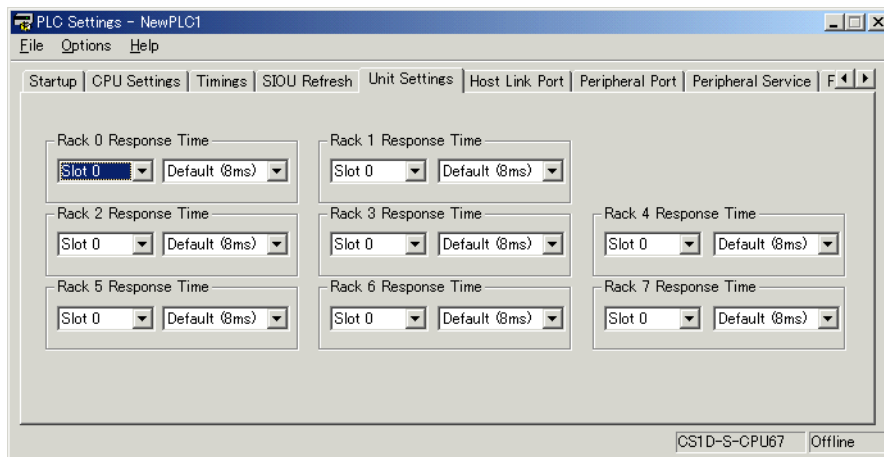 PLC Settings - NewPLC1
File Options Help
Startup CPU Settings Timings SIOU Refresh Unit Settings Host Link Port Peripheral Port Peripheral Service F
Rack 0 Response Time Rack 1 Response Time
Slot 0 Default (8ms) Slot 0 Default (8ms)
Rack 2 Response Time Rack 3 Response Time Rack 4 Response Time
Slot 0 Default (8ms) Slot 0 Default (8ms) Slot 0 Default (8ms)
Rack 5 Response Time Rack 6 Response Time Rack 7 Response Time
Slot 0 Default (8ms) Slot 0 Default (8ms) Slot 0 Default (8ms)
CS1D-S-CPU67 Offline